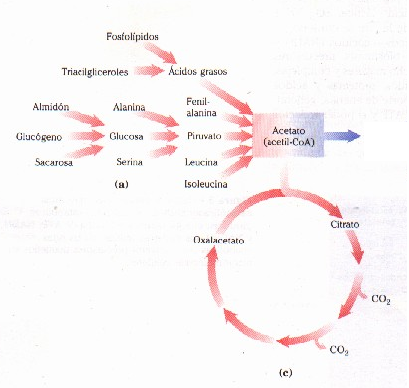 Fosfolípidos
Triacilgliceroles
Ácidos grasos
Almidón
Alanina
Fenil-
alanina
Glucógeno
Glucosa
Piruvato
Acetato
(acetil-CoA)
Sacarosa
Serina
Leucina
(a)
Isoleucina
Citrato
Oxalacetato
CO2
CO2
(c)